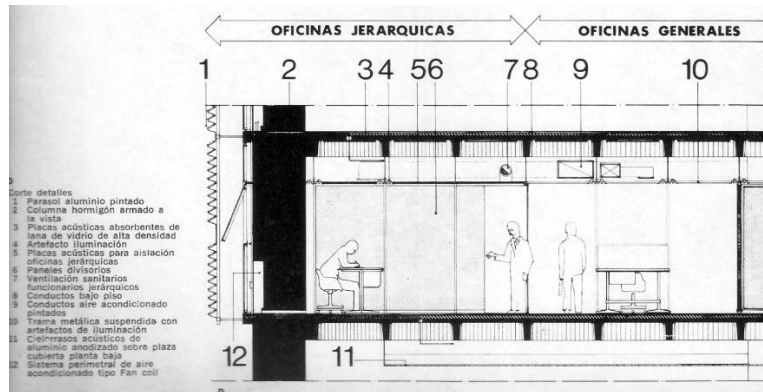 OFICINAS JERARQUICAS OFICINAS GENERALES
1 2 3 4 56 7 8 9 10
Corte detalles
1 Parasol aluminio pintado
2 Columna hormigón armado a
la vista
3 Placas acústicas absorbentes de
lana de vidrio de alta densidad
4 Artefacto iluminación
5 Placas acústicas para aislación
oficinas jerárquicas
6 Paneles divisorios
7 Ventilación sanitarios
funcionarios jerárquicos
8 Conductos bajo piso
9 Conductos aire acondicionado
pintados
10 Trama metálica suspendida con
artefactos de iluminación
11 Cielorrasos acústicos de
aluminio anodizado sobre plaza
cubierta planta baja
12 Sistema perimetral de aire
acondicionado tipo Fan coil
12 11